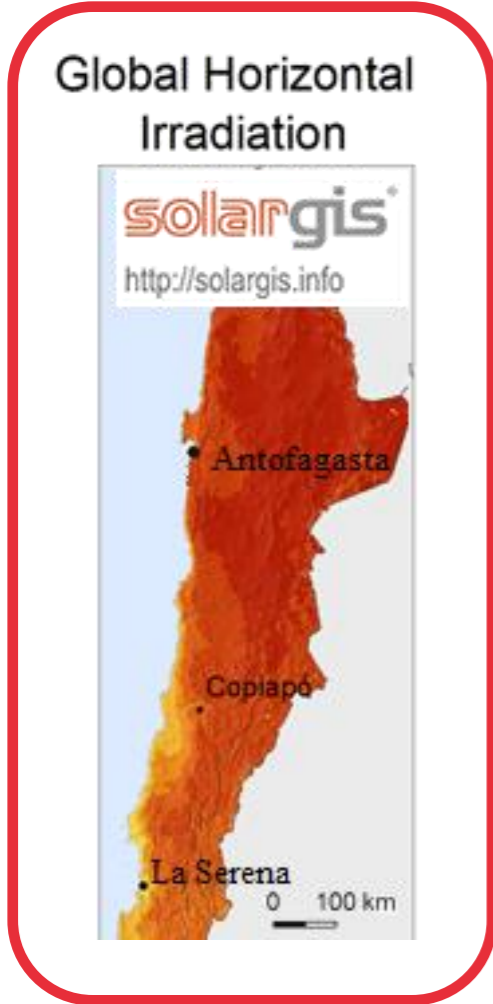 Global Horizontal
Irradiation
solargis®
http://solargis.info
Antofagasta
Copiapó
La Serena
0 100 km